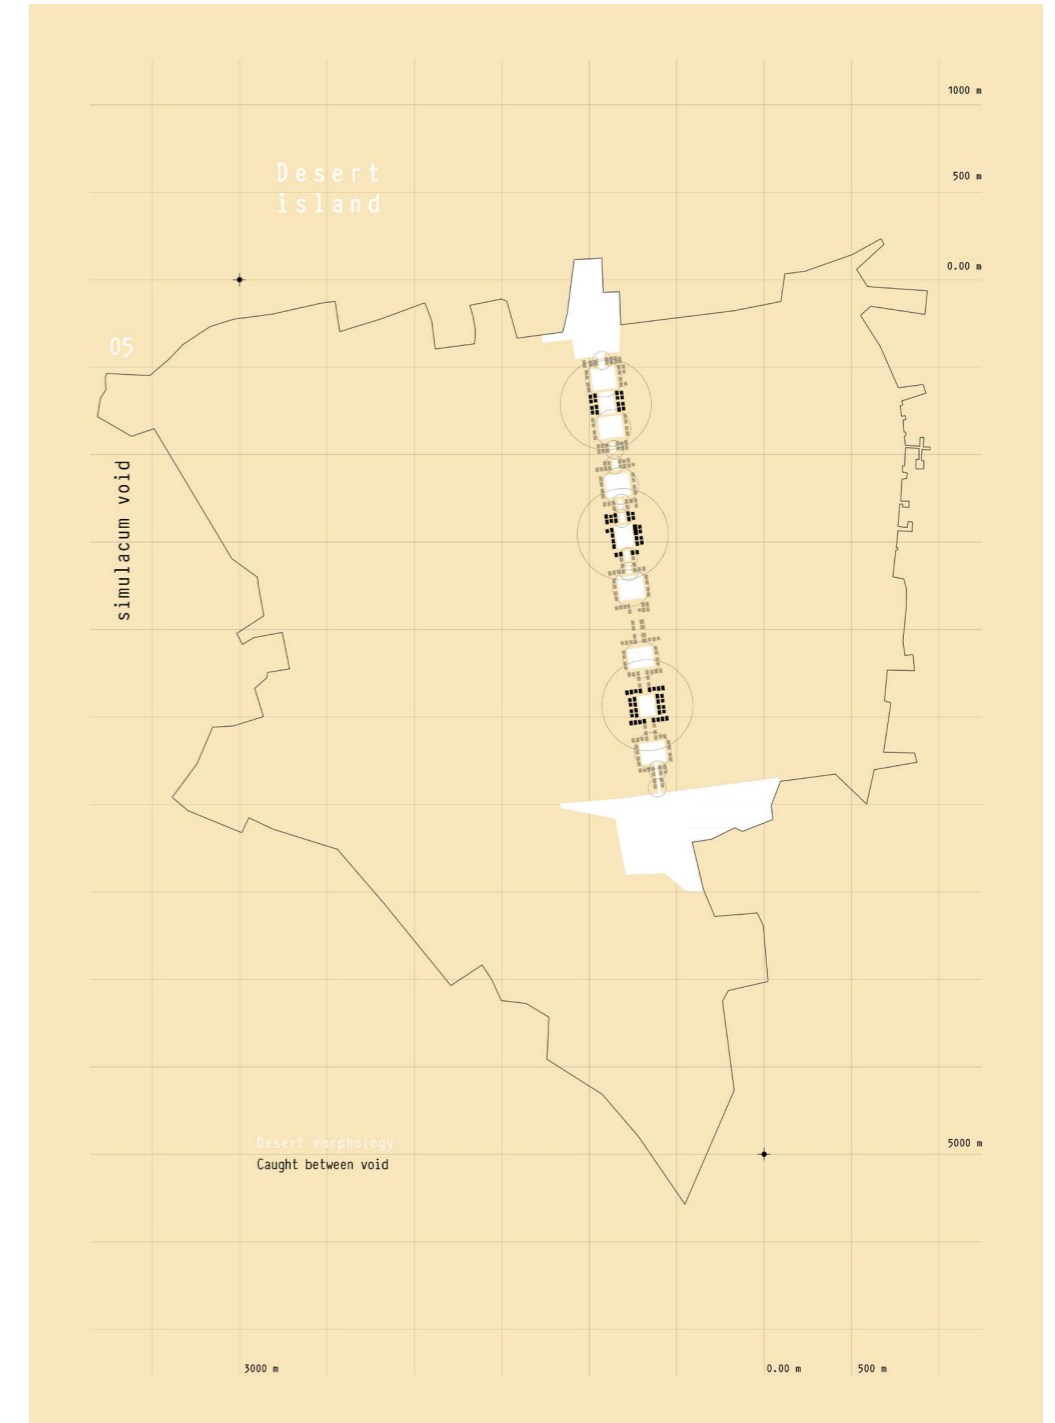 1000 m
Desert
500 m
island
0.00 m
05
simulacum void
5000 m
Desert morphology
Caught between void
3000 m
0.00 m
500 m